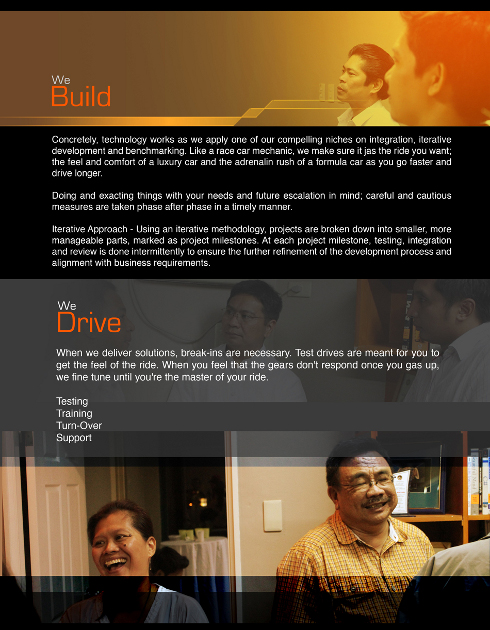 We
Build
Concretely, technology works as we apply one of our compelling niches on integration, iterative
development and benchmarking. Like a race car mechanic, we make sure it jas the ride you want;
the feel and comfort of a luxury car and the adrenalin rush of a formula car as you go faster and
drive longer.
Doing and exacting things with your needs and future escalation in mind; careful and cautious
measures are taken phase after phase in a timely manner.
Iterative Approach - Using an iterative methodology, projects are broken down into smaller, more
manageable parts, marked as project milestones. At each project milestone, testing, integration
and review is done intermittently to ensure the further refinement of the development process and
alignment with business requirements.
We
Drive
When we deliver solutions, break-ins are necessary. Test drives are meant for you to
get the feel of the ride. When you feel that the gears don't respond once you gas up,
we fine tune until you're the master of your ride.
Testing
Training
Turn-Over
Support